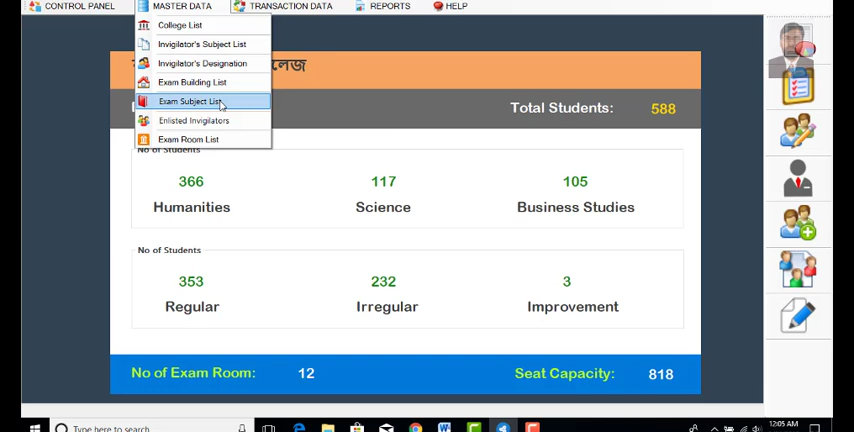 CONTROL PANEL MASTER DATA TRANSACTION DATA REPORTS HELP
College List
Invigilator's Subject List
Invigilator's Designation
Exam Building List
Exam Subject List
Enlisted Invigilators
Exam Room List
Total Students: 588
No of Students
366 117 105
Humanities Science Business Studies
No of Students
353 232 3
Regular Irregular Improvement
No of Exam Room: 12 Seat Capacity: 818
Type here to search
12:05 AM